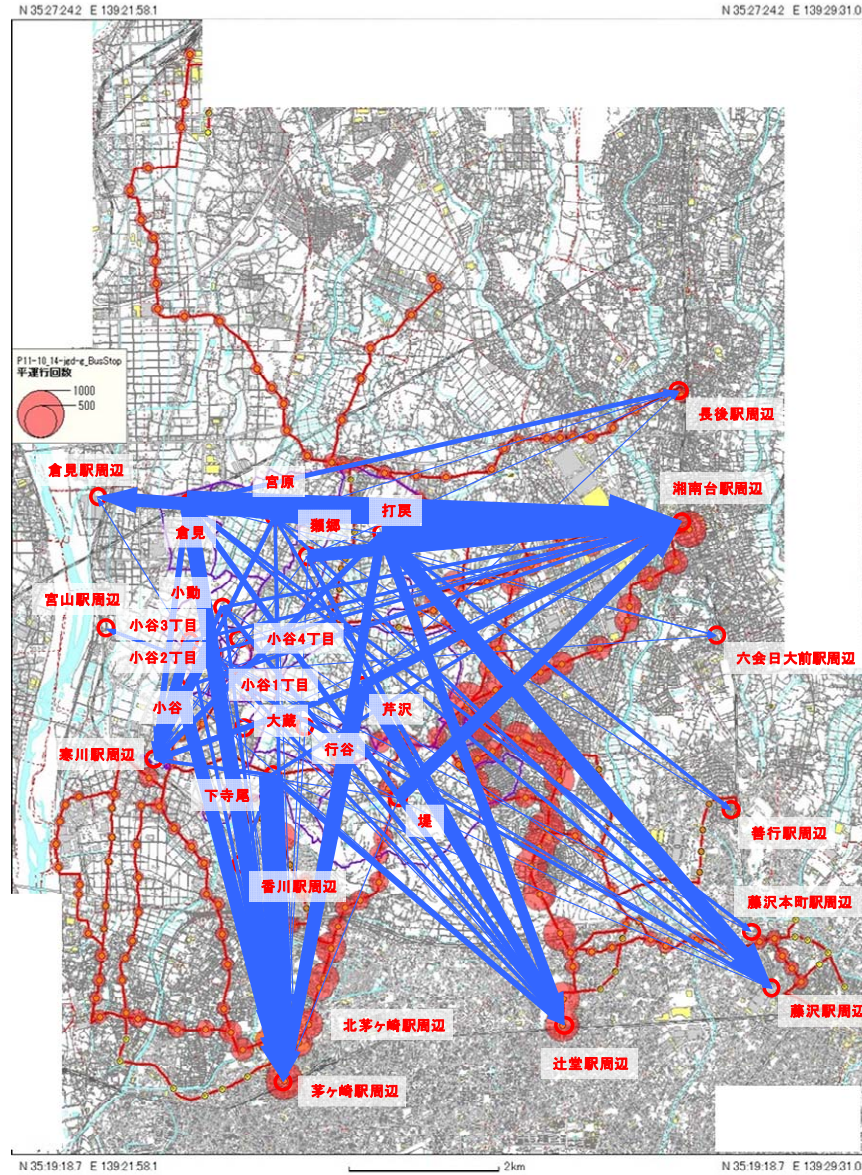 N 35:27:24.2 E 139:21:58.1
N 35:27:24.2 E 139:29:31.0
P11-10_14-jgd-g_BusStop
平運行回数
1000
500
長後駅周辺
倉見駅周辺
宮原
湘南台駅周辺
打戻
獺郷
倉見
小動
宮山駅周辺
小谷3丁目
小谷4丁目
小谷2丁目
六会日大前駅周辺
小谷1丁目
小谷
芹沢
大蔵
寒川駅周辺
行谷
下寺尾
堤
善行駅周辺
香川駅周辺
藤沢本町駅周辺
藤沢駅周辺
北茅ヶ崎駅周辺
辻堂駅周辺
茅ヶ崎駅周辺
N 35:19:18.7 E 139:21:58.1
2km
N 35:19:18.7 E 139:29:31.0